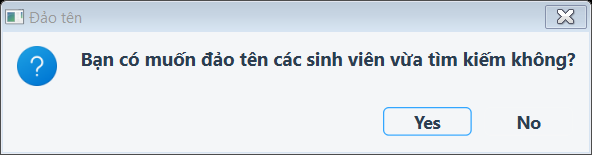 Đảo tên
Bạn có muốn đảo tên các sinh viên vừa tìm kiếm không?
Yes
No